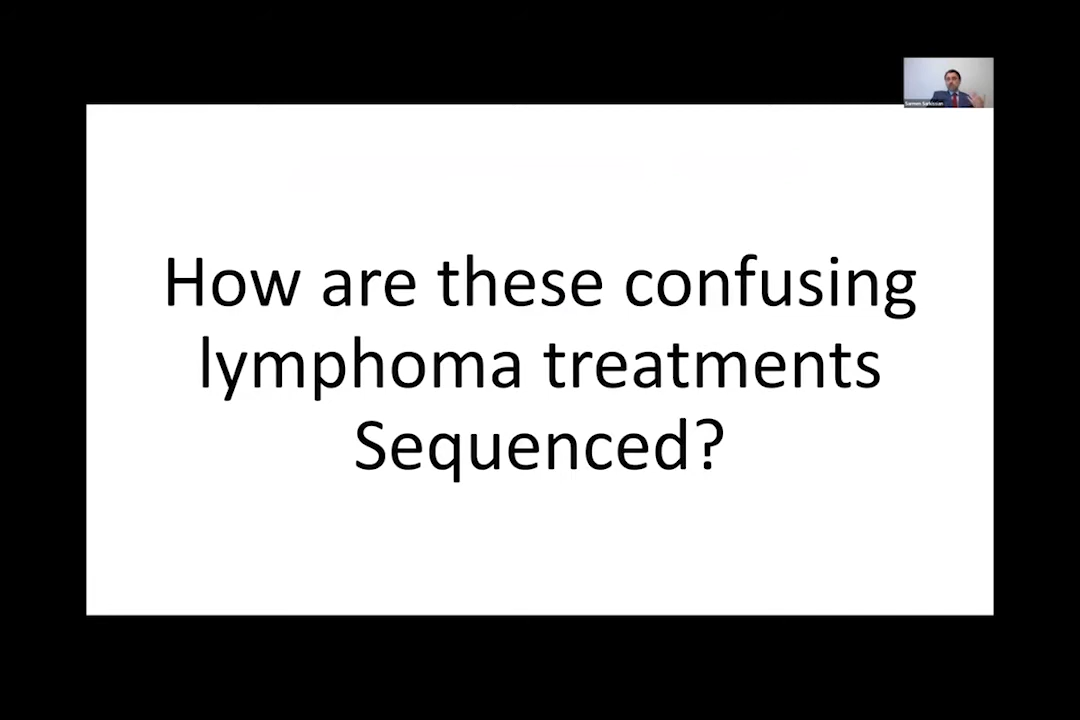 How are these confusing
lymphoma treatments
Sequenced?